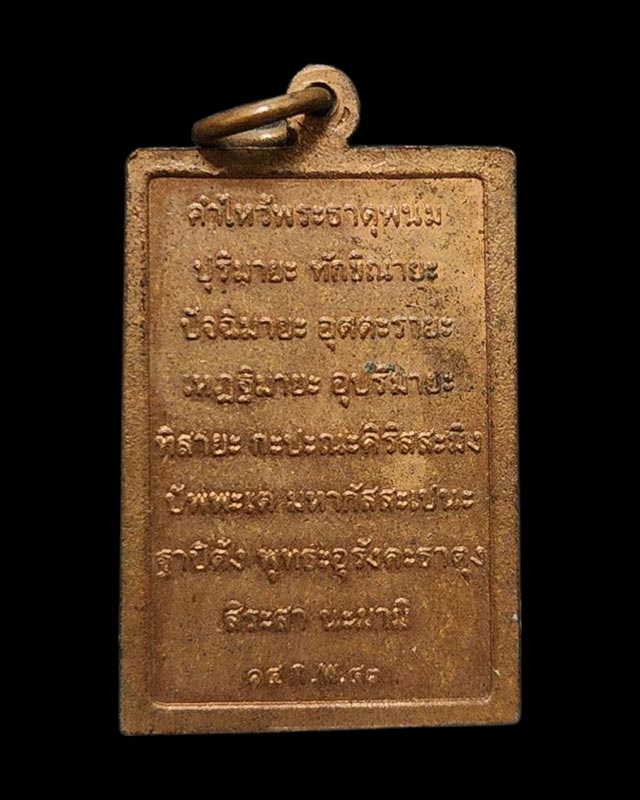 คำไหว้พระธาตุพนม
ปุริมายะ ทักขิณายะ
ปัจฉิมายะ อุตตะรายะ
เหฏฐิมายะ อุปริมายะ
ทิสายะ กะปะณะคิริสสะมิง
ปัพพะเต มหากัสสะเปนะ
ฐาปิตัง พุทธะอุรังคะธาตุง
สิระสา นะมามิ
๑๕ ก.พ.๔๓